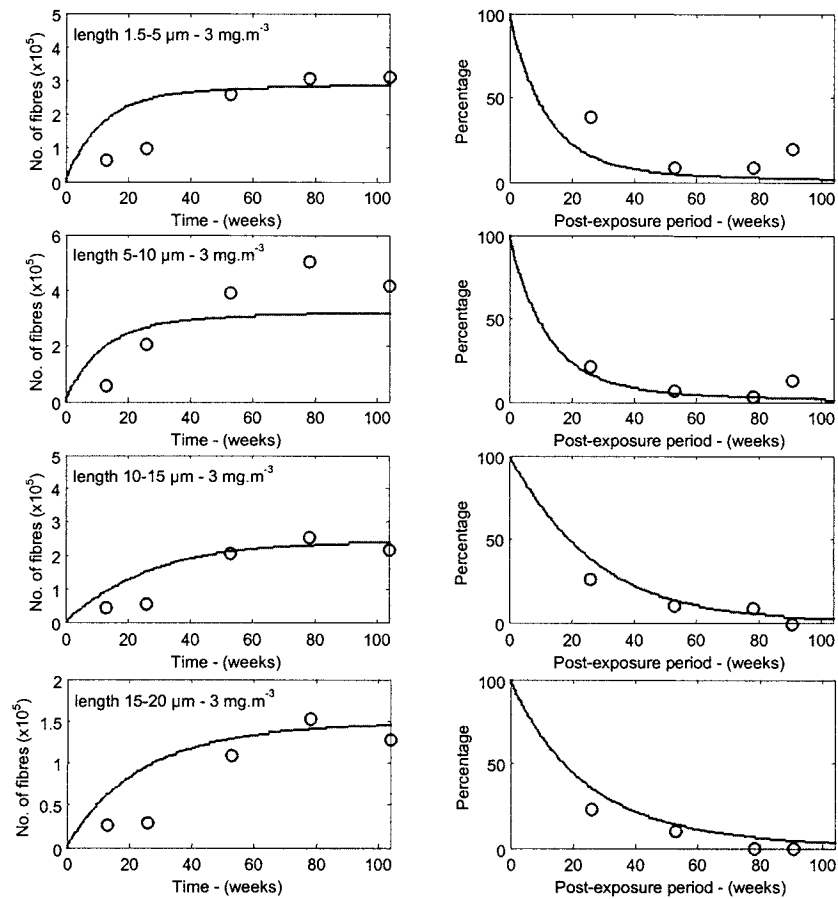 5
4
3
2
1
0
No. of fibres (x10⁵)
length 1.5-5 µm - 3 mg.m⁻³
0 20 40 60 80 100
Time - (weeks)
100
50
0
Percentage
0 20 40 60 80 100
Post-exposure period - (weeks)
6
4
2
0
No. of fibres (x10⁵)
length 5-10 µm - 3 mg.m⁻³
0 20 40 60 80 100
Time - (weeks)
100
50
0
Percentage
0 20 40 60 80 100
Post-exposure period - (weeks)
5
4
3
2
1
0
No. of fibres (x10⁵)
length 10-15 µm - 3 mg.m⁻³
0 20 40 60 80 100
Time - (weeks)
100
50
0
Percentage
0 20 40 60 80 100
Post-exposure period - (weeks)
2
1.5
1
0.5
0
No. of fibres (x10⁵)
length 15-20 µm - 3 mg.m⁻³
0 20 40 60 80 100
Time - (weeks)
100
50
0
Percentage
0 20 40 60 80 100
Post-exposure period - (weeks)